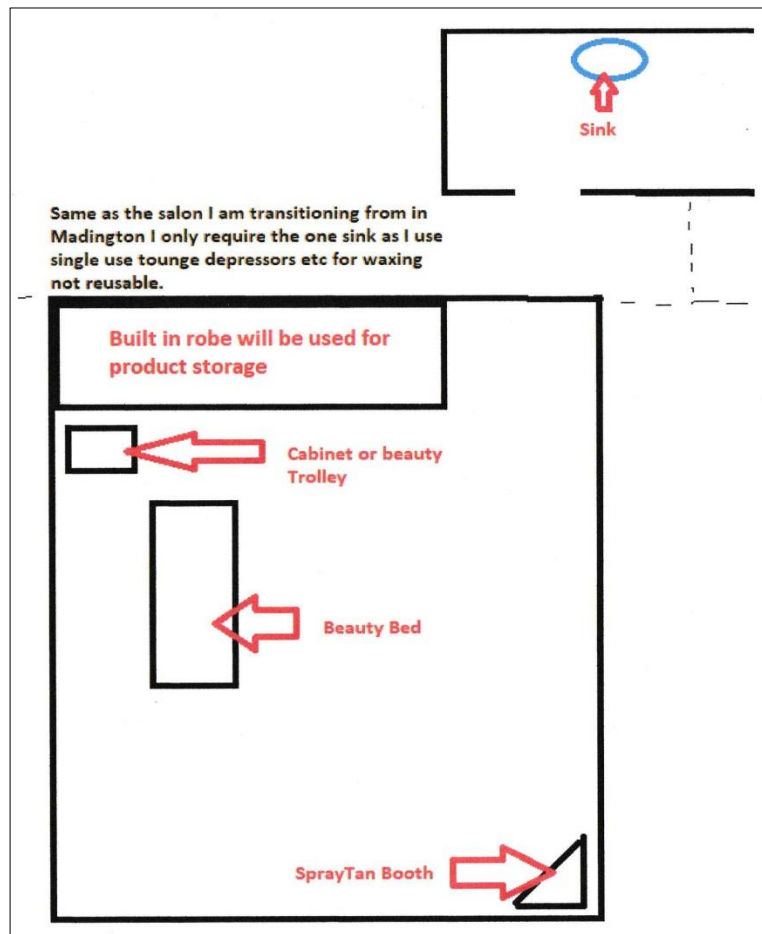 Sink
Same as the salon I am transitioning from in
Madington I only require the one sink as I use
single use tounge depressors etc for waxing
not reusable.
Built in robe will be used for
product storage
Cabinet or beauty
Trolley
Beauty Bed
SprayTan Booth